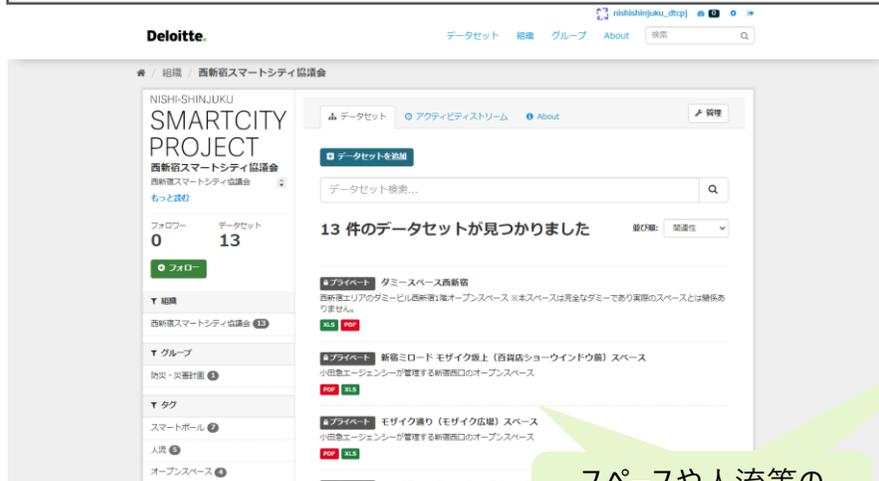 nishishinjuku_dtcpj 0
Deloitte.
データセット 組織 グループ About 検索
/ 組織 / 西新宿スマートシティ協議会
NISHI-SHINJUKU
SMARTCITY
PROJECT
西新宿スマートシティ協議会
西新宿スマートシティ協議会
もっと読む
フォロワー データセット
0 13
フォロー
組織
西新宿スマートシティ協議会 13
グループ
防災・災害計画 1
タグ
スマートポール 7
人流 5
オープンスペース 4
データセット アクティビティストリーム About 管理
データセットを追加
データセット検索...
13 件のデータセットが見つかりました 並び順: 関連性
プライベート ダミースペース西新宿
西新宿エリアのダミービル西新宿1階オープンスペース ※本スペースは完全なダミーであり実際のスペースとは関係あ
りません。
XLS PDF
プライベート 新宿ミロード モザイク坂上(百貨店ショーウインドウ前)スペース
小田急エージェンシーが管理する新宿西口のオープンスペース
PDF XLS
プライベート モザイク通り(モザイク広場)スペース
小田急エージェンシーが管理する新宿西口のオープンスペース
PDF XLS
スペースや人流等の